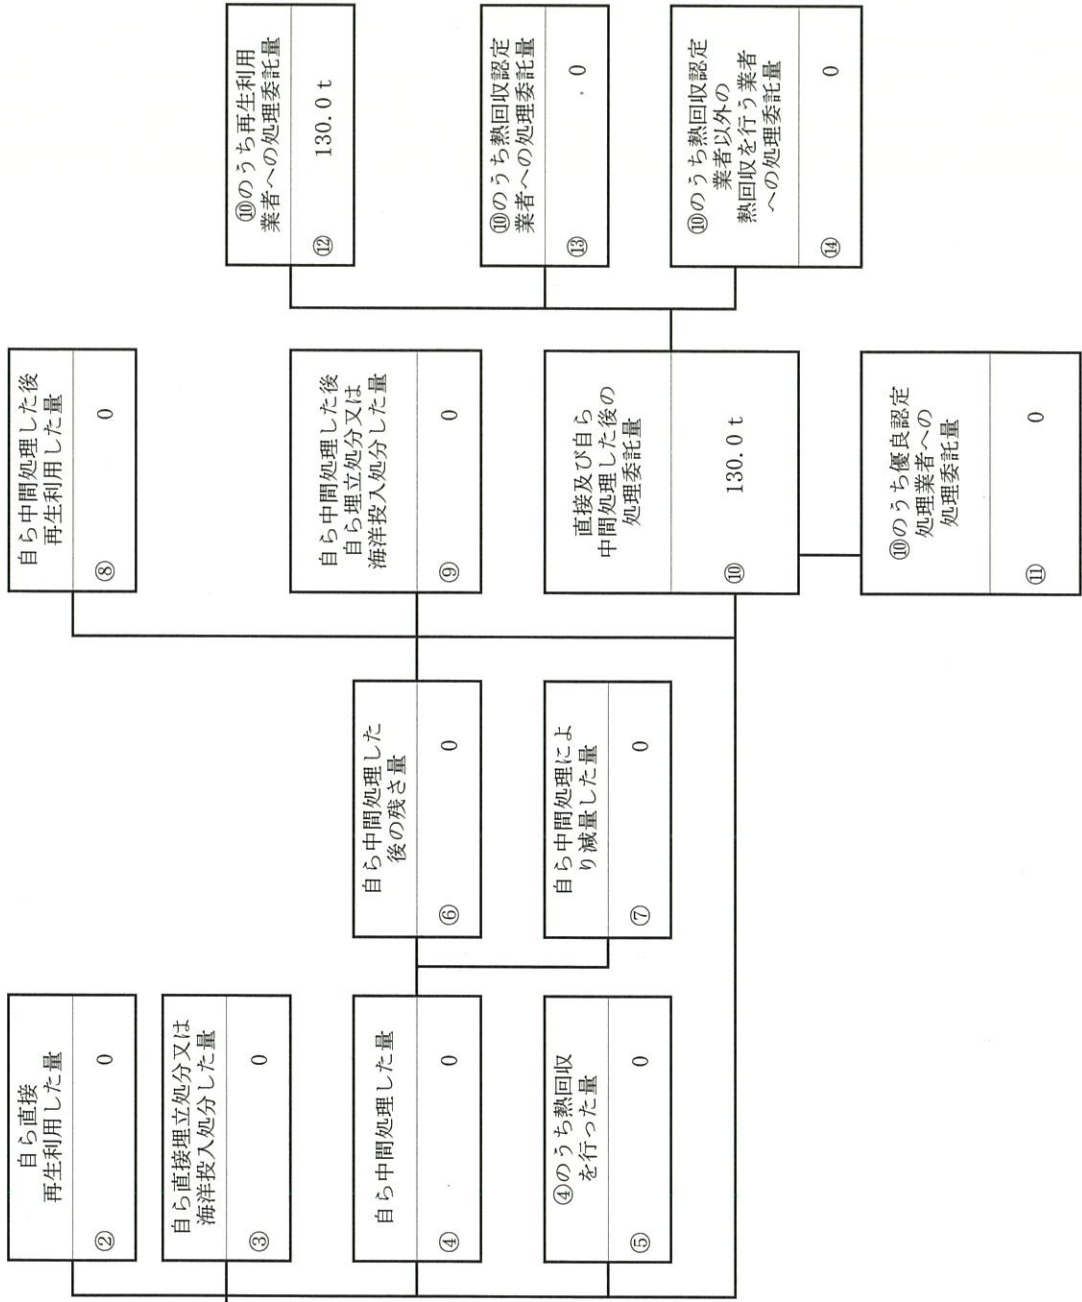 自ら直接
再生利用した量
② 0
自ら直接埋立処分又は
海洋投入処分した量
③ 0
自ら中間処理した量
④ 0
④のうち熱回収
を行った量
⑤ 0
自ら中間処理した
後の残さ量
⑥ 0
自ら中間処理によ
り減量した量
⑦ 0
自ら中間処理した後
再生利用した量
⑧ 0
自ら中間処理した後
自ら埋立処分又は
海洋投入処分した量
⑨ 0
直接及び自ら
中間処理した後の
処理委託量
⑩ 130.0 t
⑩のうち優良認定
処理業者への
処理委託量
⑪ 0
⑩のうち再生利用
業者への処理委託量
⑫ 130.0 t
⑩のうち熱回収認定
業者への処理委託量
⑬ 0
⑩のうち熱回収認定
業者以外の
熱回収を行う業者
への処理委託量
⑭ 0